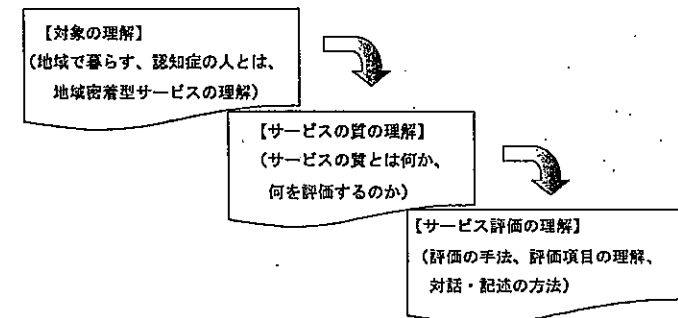 【対象の理解】
(地域で暮らす、認知症の人とは、
地域密着型サービスの理解)
【サービスの質の理解】
(サービスの質とは何か、
何を評価するのか)
【サービス評価の理解】
(評価の手法、評価項目の理解、
対話・記述の方法)